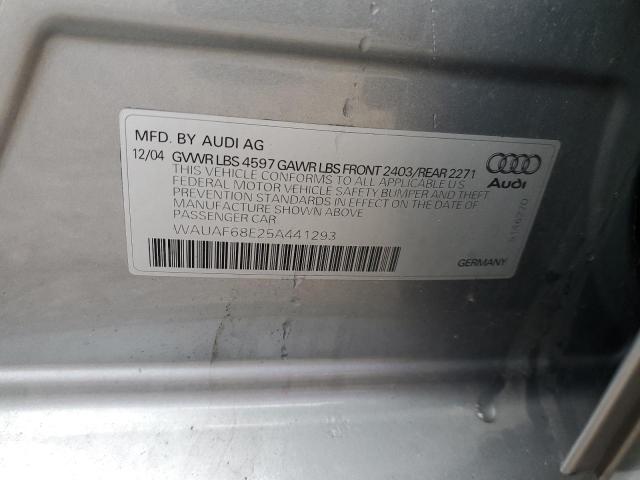 MFD. BY AUDI AG
12/04 GVWR LBS 4597 GAWR LBS FRONT 2403/REAR 2271
THIS VEHICLE CONFORMS TO ALL APPLICABLE U S
FEDERAL MOTOR VEHICLE SAFETY BUMPER AND THEFT
PREVENTION STANDARDS IN EFFECT ON THE DATE OF
MANUFACTURE SHOWN ABOVE
PASSENGER CAR
WAUAF68E25A441293
Audi
GERMANY